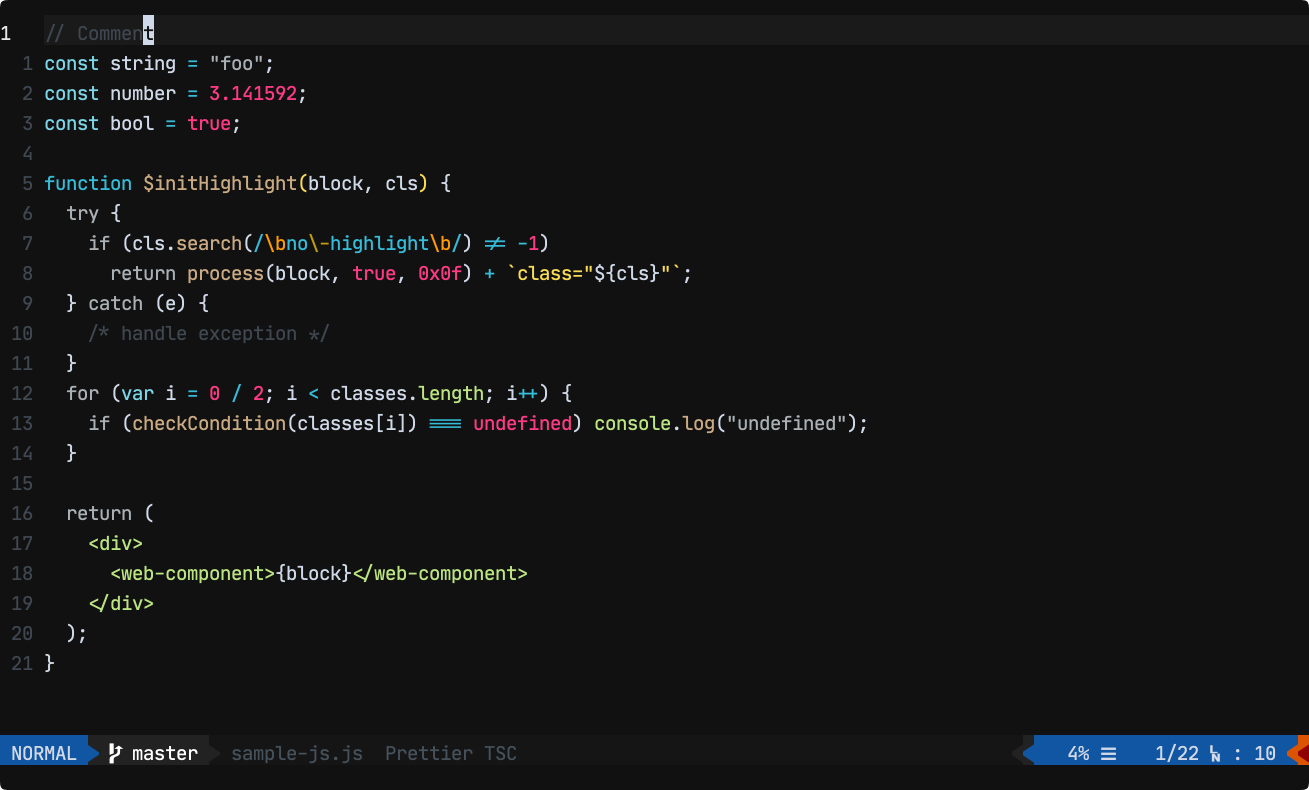 1 // Comment
1 const string = "foo";
2 const number = 3.141592;
3 const bool = true;
4
5 function $initHighlight(block, cls) {
6   try {
7     if (cls.search(/\bno\-highlight\b/) != -1)
8       return process(block, true, 0x0f) + `class="${cls}"`;
9   } catch (e) {
10     /* handle exception */
11   }
12   for (var i = 0 / 2; i < classes.length; i++) {
13     if (checkCondition(classes[i]) === undefined) console.log("undefined");
14   }
15
16   return (
17     <div>
18       <web-component>{block}</web-component>
19     </div>
20   );
21 }
NORMAL master sample-js.js Prettier TSC 4% ☰ 1/22 LN : 10